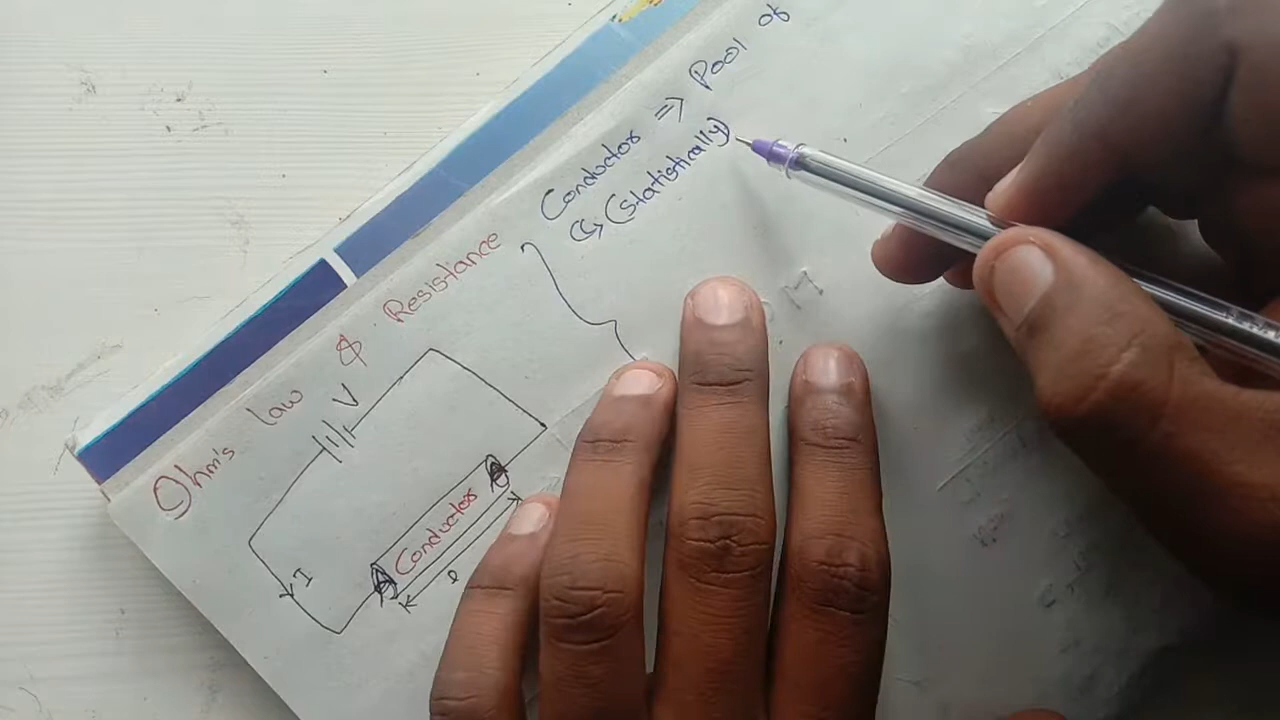 Ohm's law & Resistance
Conductor => Pool of
↳ (Statistically)
V
I
Conductor
A
A
l